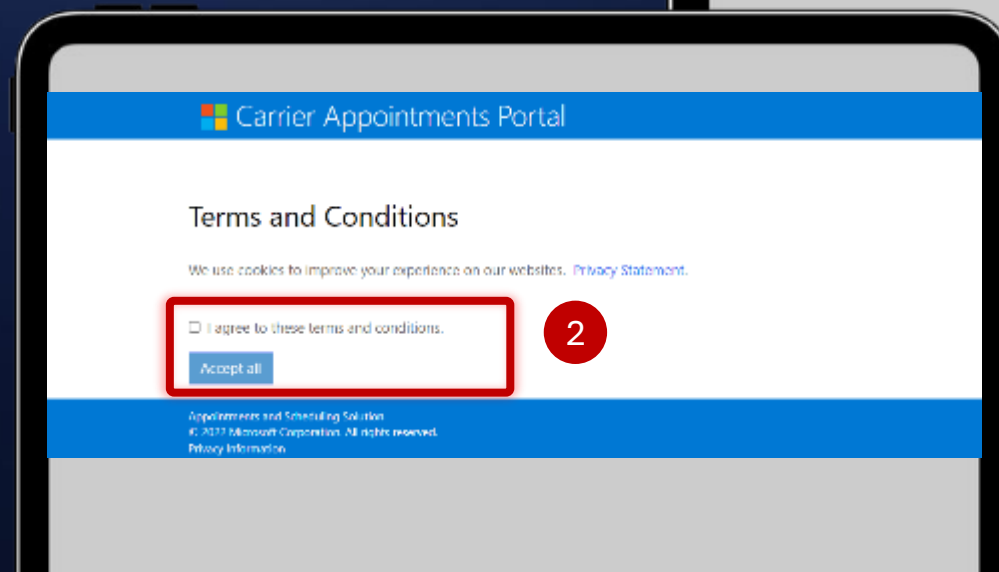 Carrier Appointments Portal
Terms and Conditions
We use cookies to improve your experience on our websites. Privacy Statement.
I agree to these terms and conditions.
2
Accept all
Appointments and Scheduling Solution
© 2022 Microsoft Corporation. All rights reserved.
Privacy Information